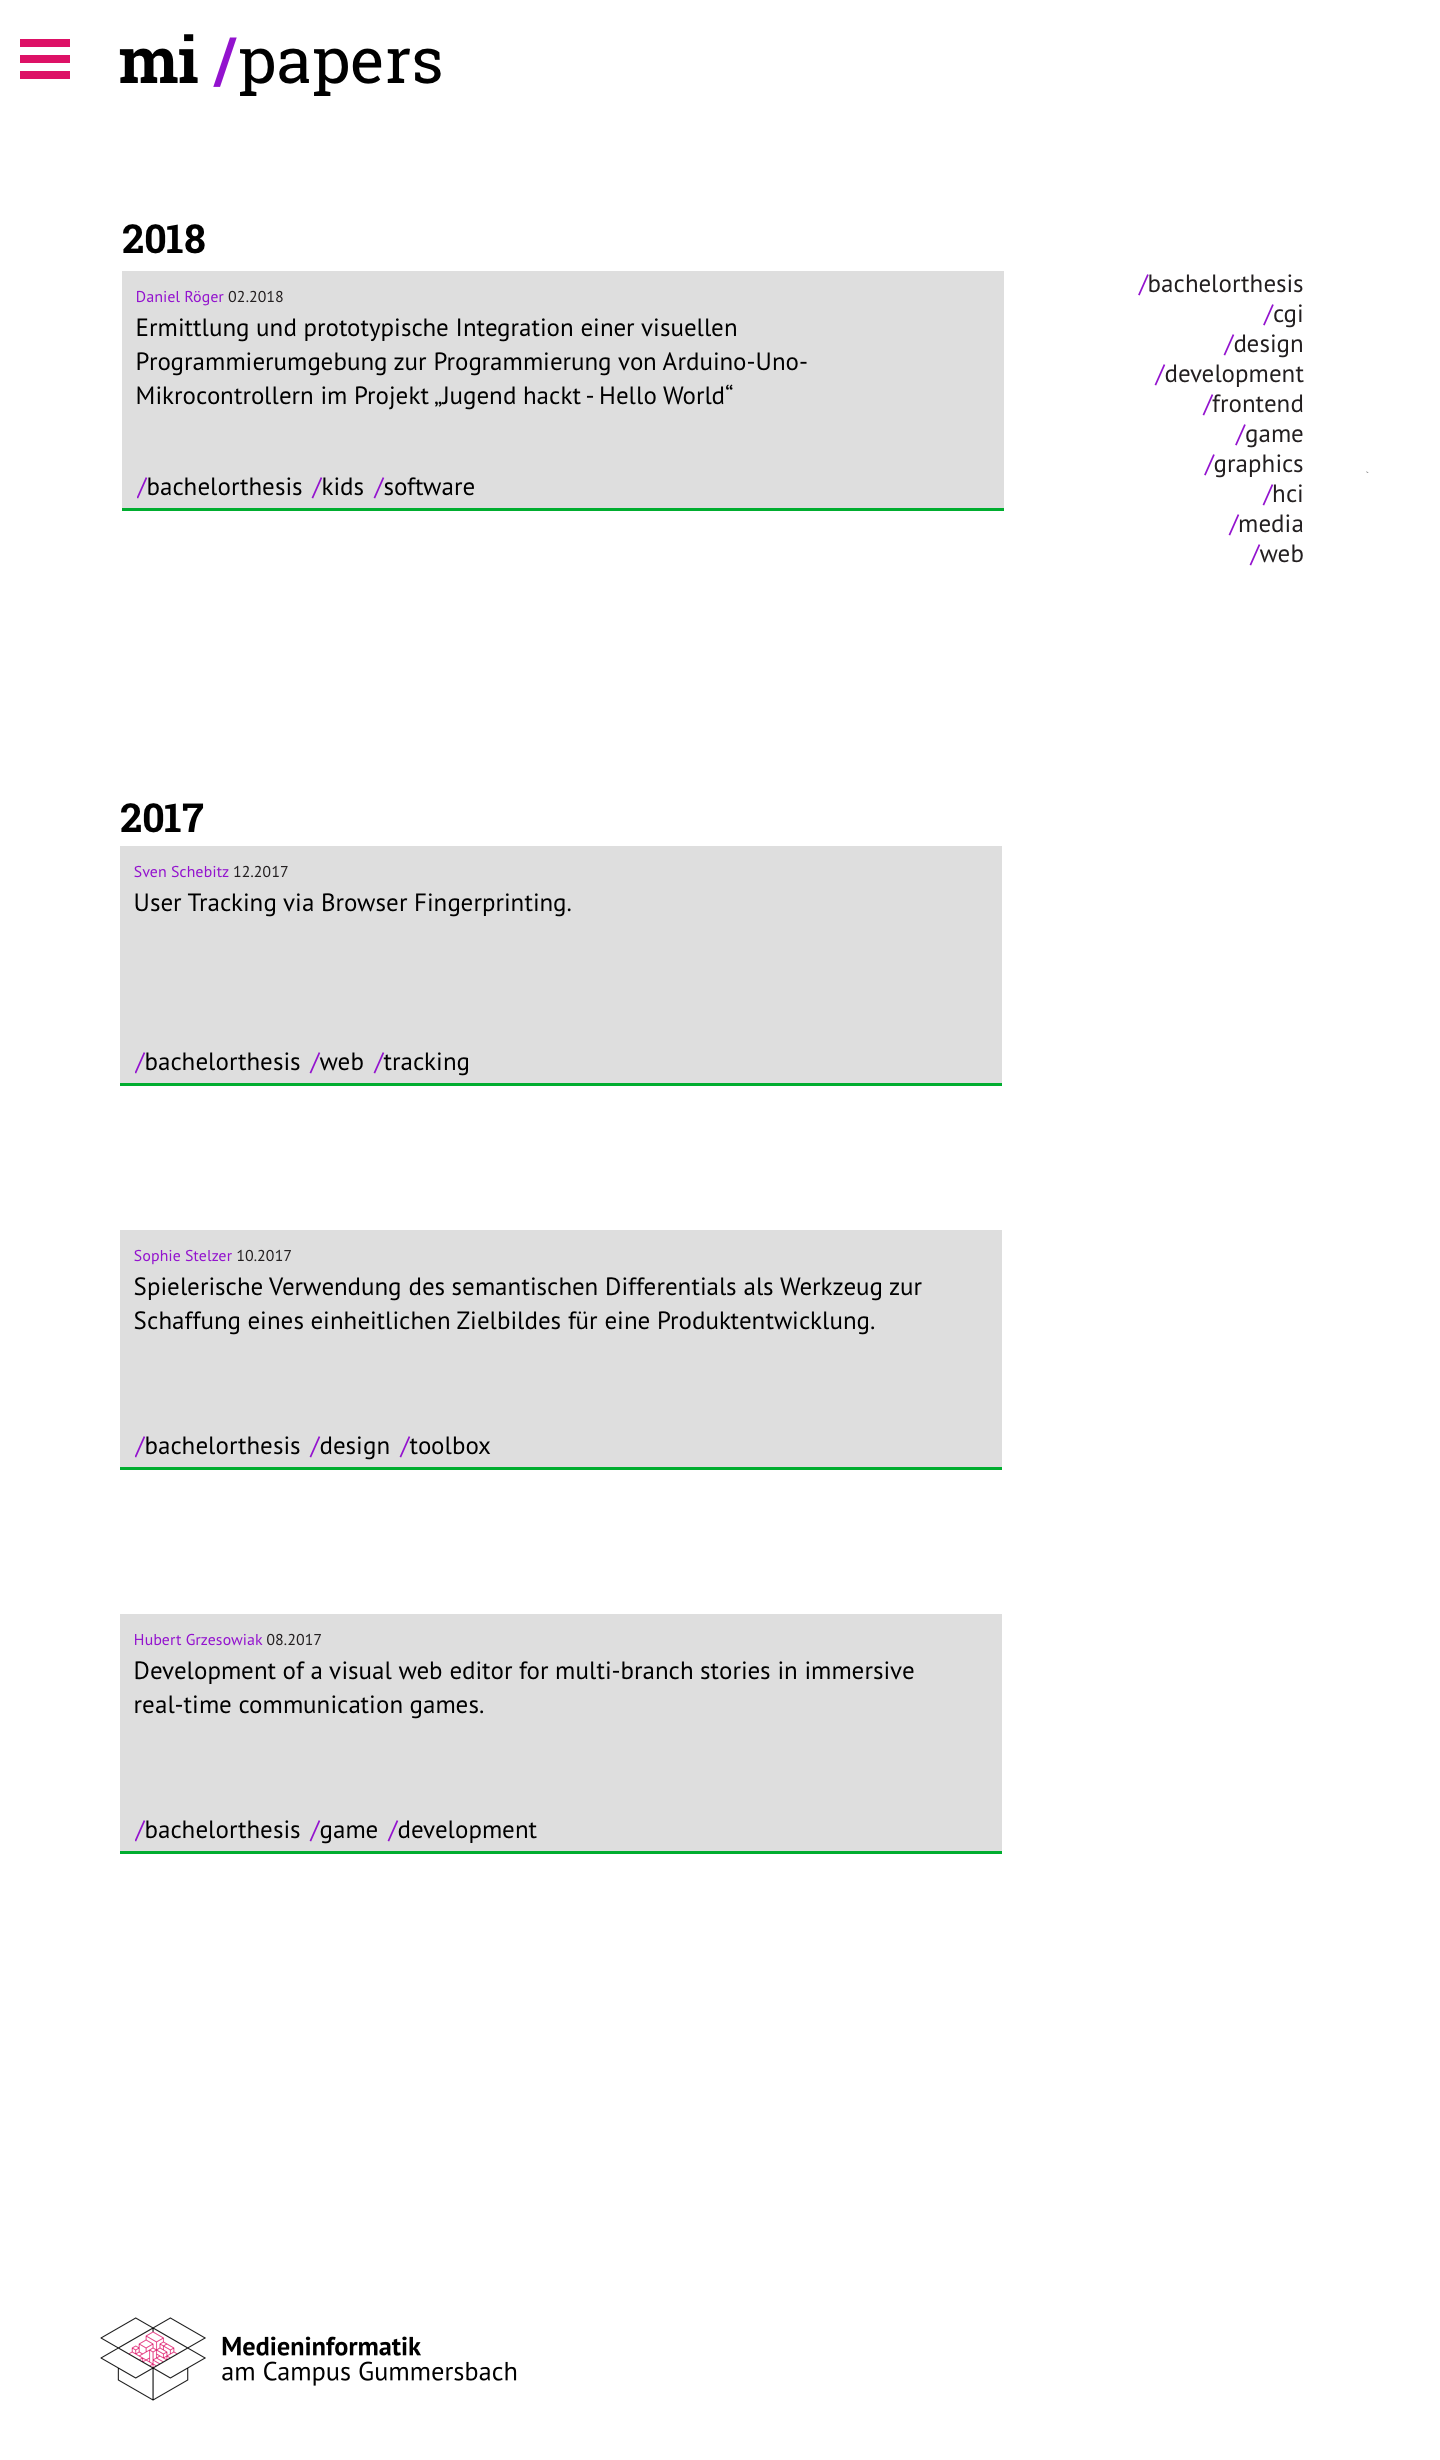 mi /papers
2018
Daniel Röger 02.2018
Ermittlung und prototypische Integration einer visuellen
Programmierumgebung zur Programmierung von Arduino-Uno-
Mikrocontrollern im Projekt „Jugend hackt - Hello World“
/bachelorthesis /kids /software
/bachelorthesis
/cgi
/design
/development
/frontend
/game
/graphics
/hci
/media
/web
2017
Sven Schebitz 12.2017
User Tracking via Browser Fingerprinting.
/bachelorthesis /web /tracking
Sophie Stelzer 10.2017
Spielerische Verwendung des semantischen Differentials als Werkzeug zur
Schaffung eines einheitlichen Zielbildes für eine Produktentwicklung.
/bachelorthesis /design /toolbox
Hubert Grzesowiak 08.2017
Development of a visual web editor for multi-branch stories in immersive
real-time communication games.
/bachelorthesis /game /development
Medieninformatik
am Campus Gummersbach